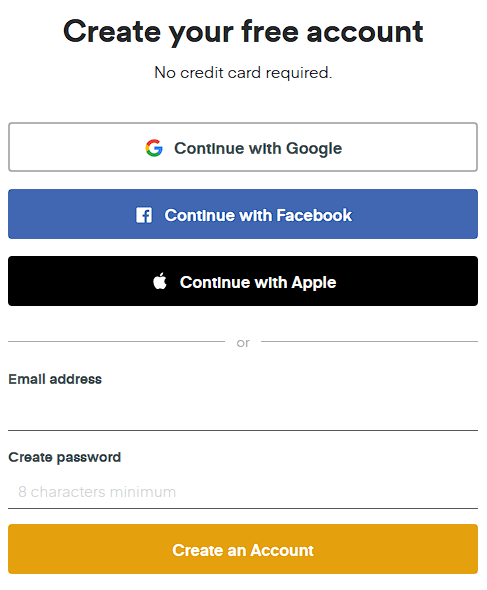 Create your free account
No credit card required.
Continue with Google
Continue with Facebook
Continue with Apple
or
Email address
Create password
8 characters minimum
Create an Account